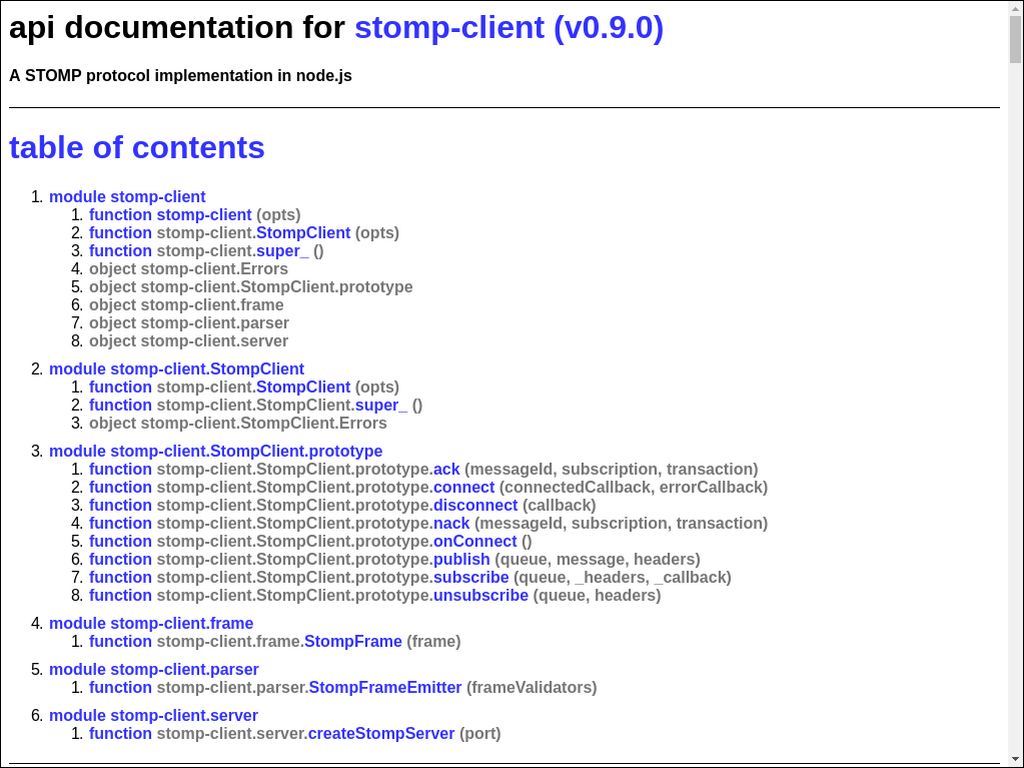 api documentation for stomp-client (v0.9.0)
A STOMP protocol implementation in node.js
table of contents
1. module stomp-client
1. function stomp-client (opts)
2. function stomp-client.StompClient (opts)
3. function stomp-client.super_ ()
4. object stomp-client.Errors
5. object stomp-client.StompClient.prototype
6. object stomp-client.frame
7. object stomp-client.parser
8. object stomp-client.server
2. module stomp-client.StompClient
1. function stomp-client.StompClient (opts)
2. function stomp-client.StompClient.super_ ()
3. object stomp-client.StompClient.Errors
3. module stomp-client.StompClient.prototype
1. function stomp-client.StompClient.prototype.ack (messageId, subscription, transaction)
2. function stomp-client.StompClient.prototype.connect (connectedCallback, errorCallback)
3. function stomp-client.StompClient.prototype.disconnect (callback)
4. function stomp-client.StompClient.prototype.nack (messageId, subscription, transaction)
5. function stomp-client.StompClient.prototype.onConnect ()
6. function stomp-client.StompClient.prototype.publish (queue, message, headers)
7. function stomp-client.StompClient.prototype.subscribe (queue, _headers, _callback)
8. function stomp-client.StompClient.prototype.unsubscribe (queue, headers)
4. module stomp-client.frame
1. function stomp-client.frame.StompFrame (frame)
5. module stomp-client.parser
1. function stomp-client.parser.StompFrameEmitter (frameValidators)
6. module stomp-client.server
1. function stomp-client.server.createStompServer (port)